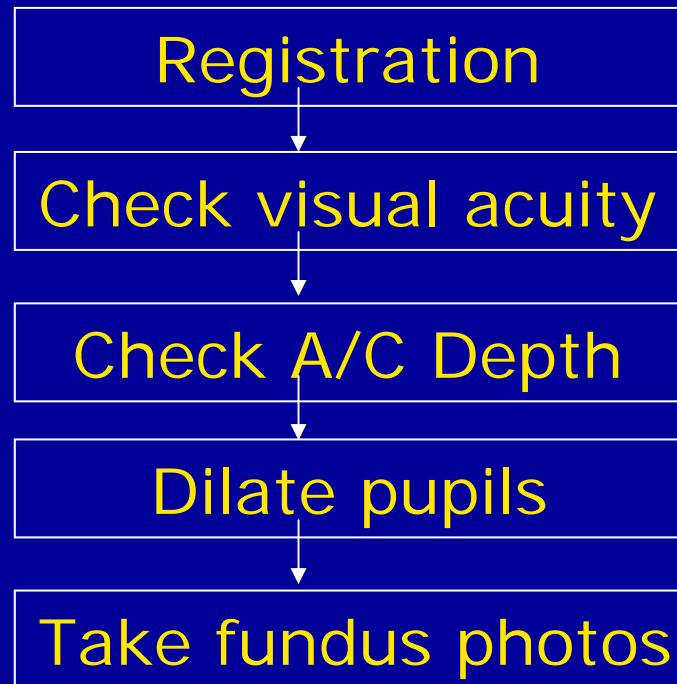 Registration
Check visual acuity
Check A/C Depth
Dilate pupils
Take fundus photos